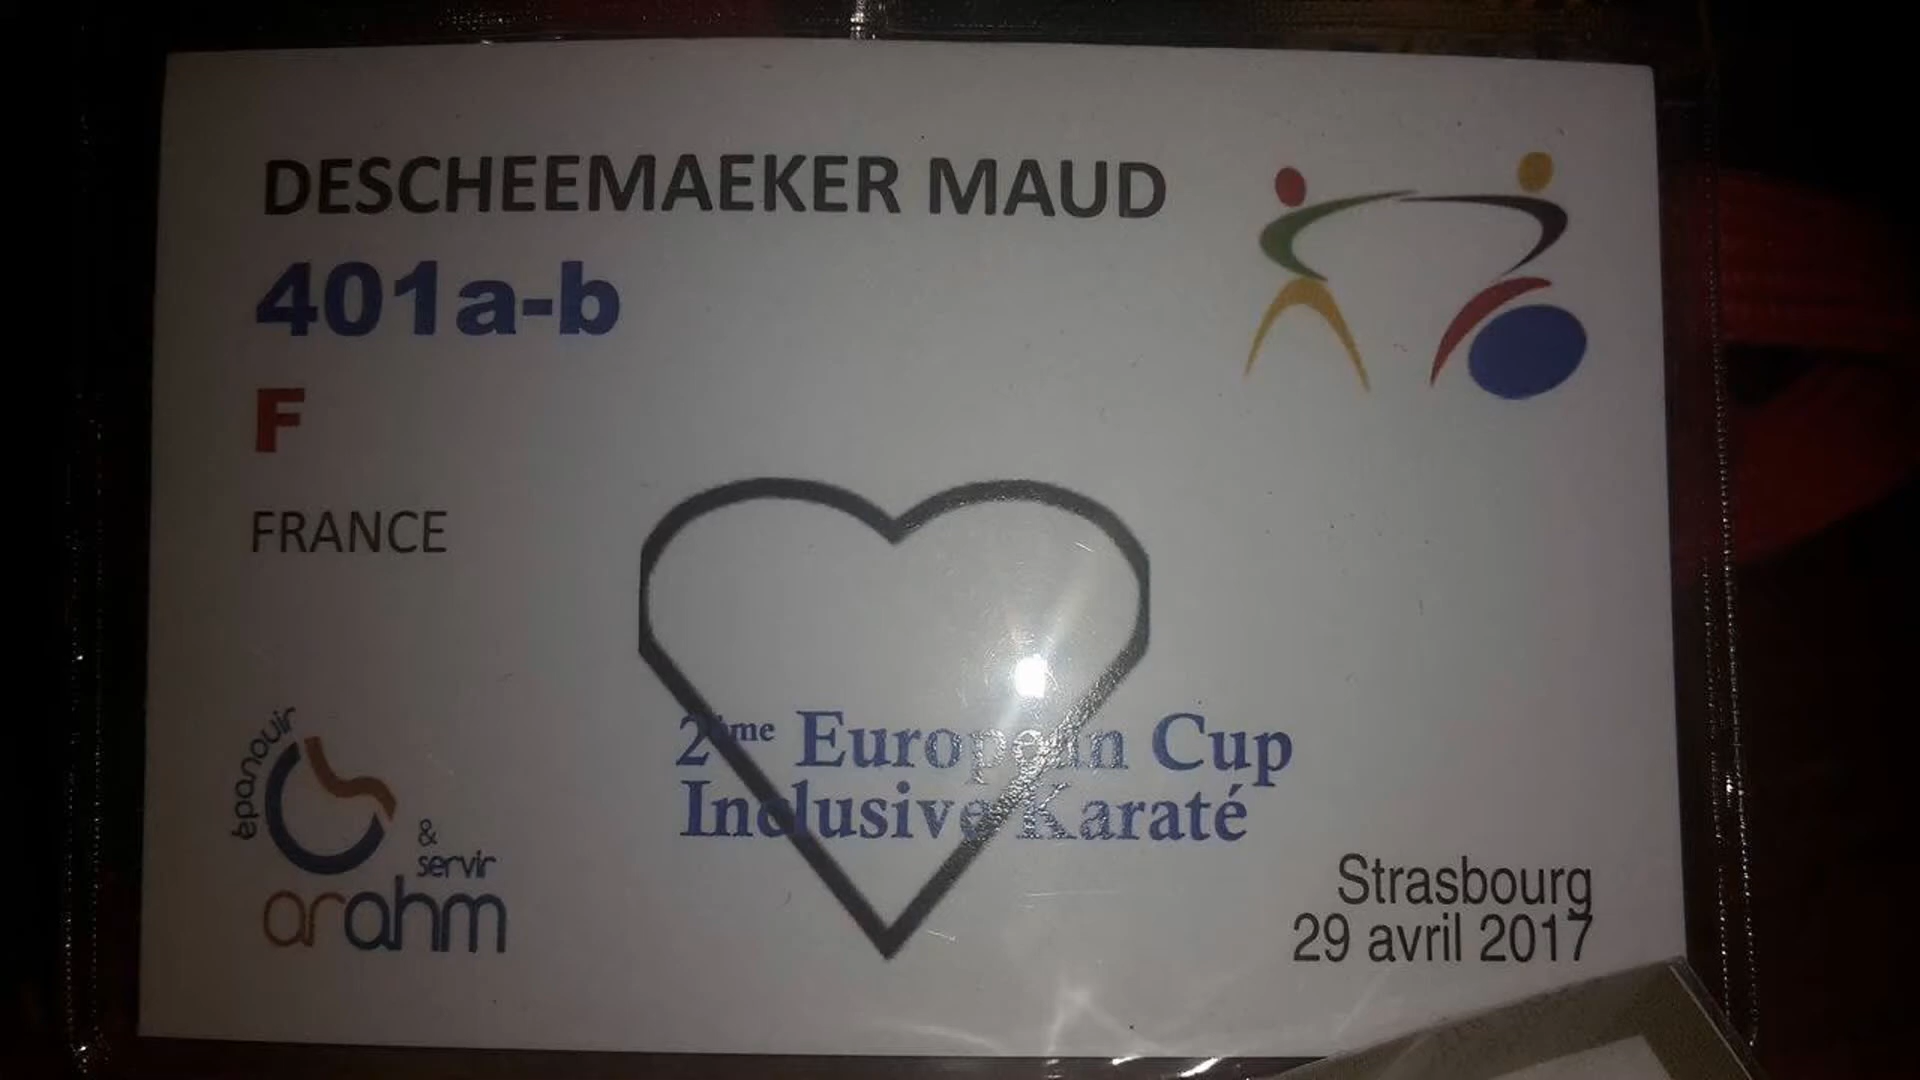 DESCHEEMAEKER MAUD
401a-b
F
FRANCE
2ème European Cup
Inclusive Karaté
épanouir
&
servir
arahm
Strasbourg
29 avril 2017